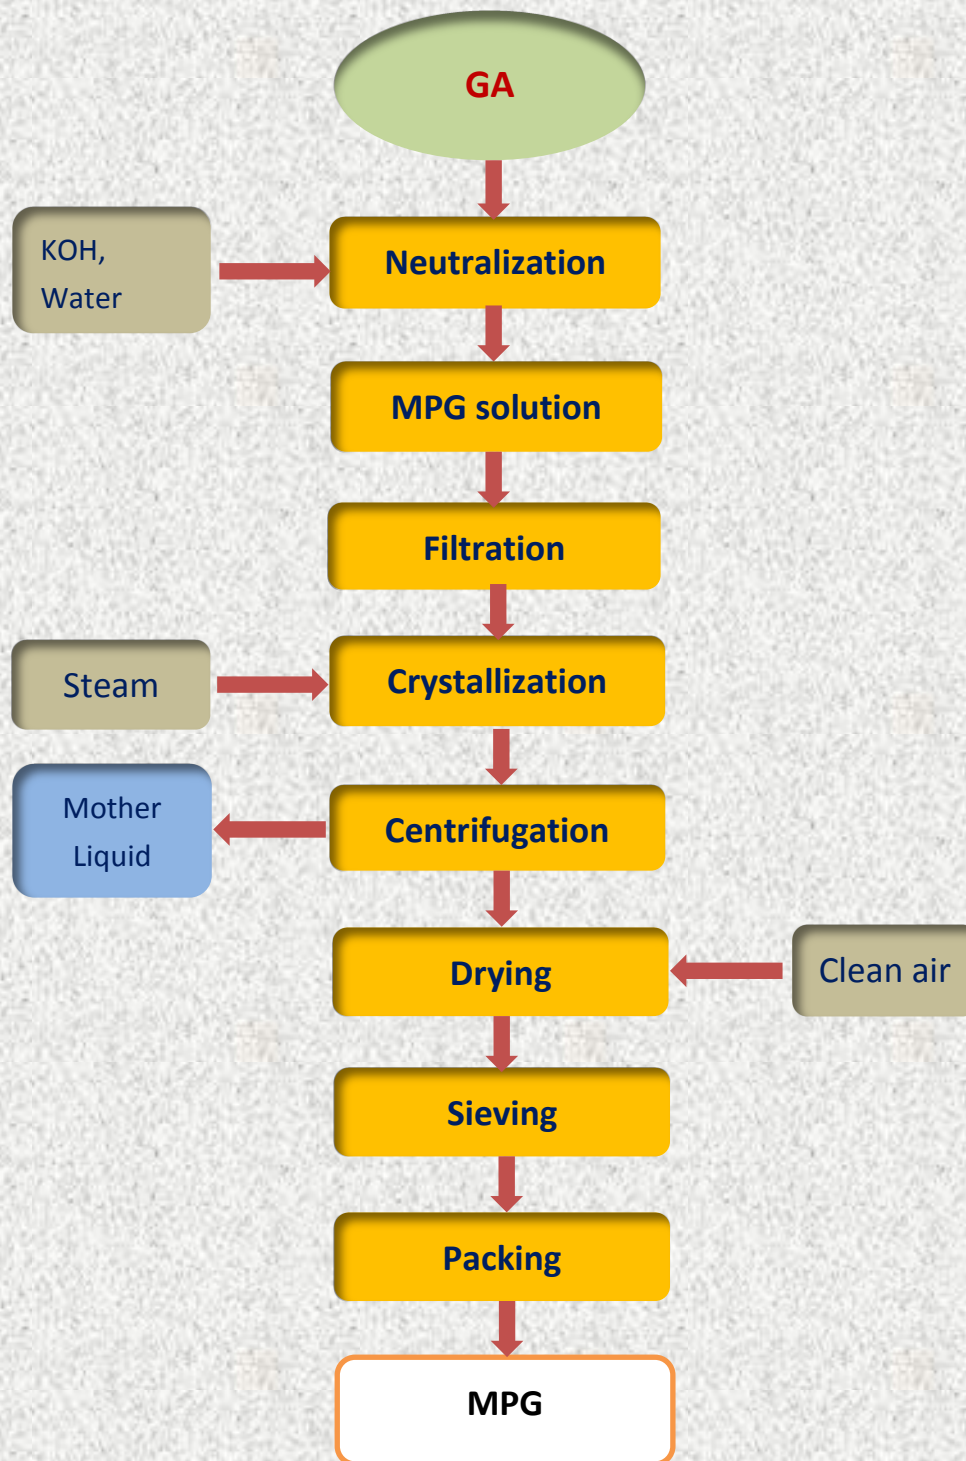 GA
KOH,
Water
Neutralization
MPG solution
Filtration
Steam
Crystallization
Mother
Liquid
Centrifugation
Drying
Clean air
Sieving
Packing
MPG